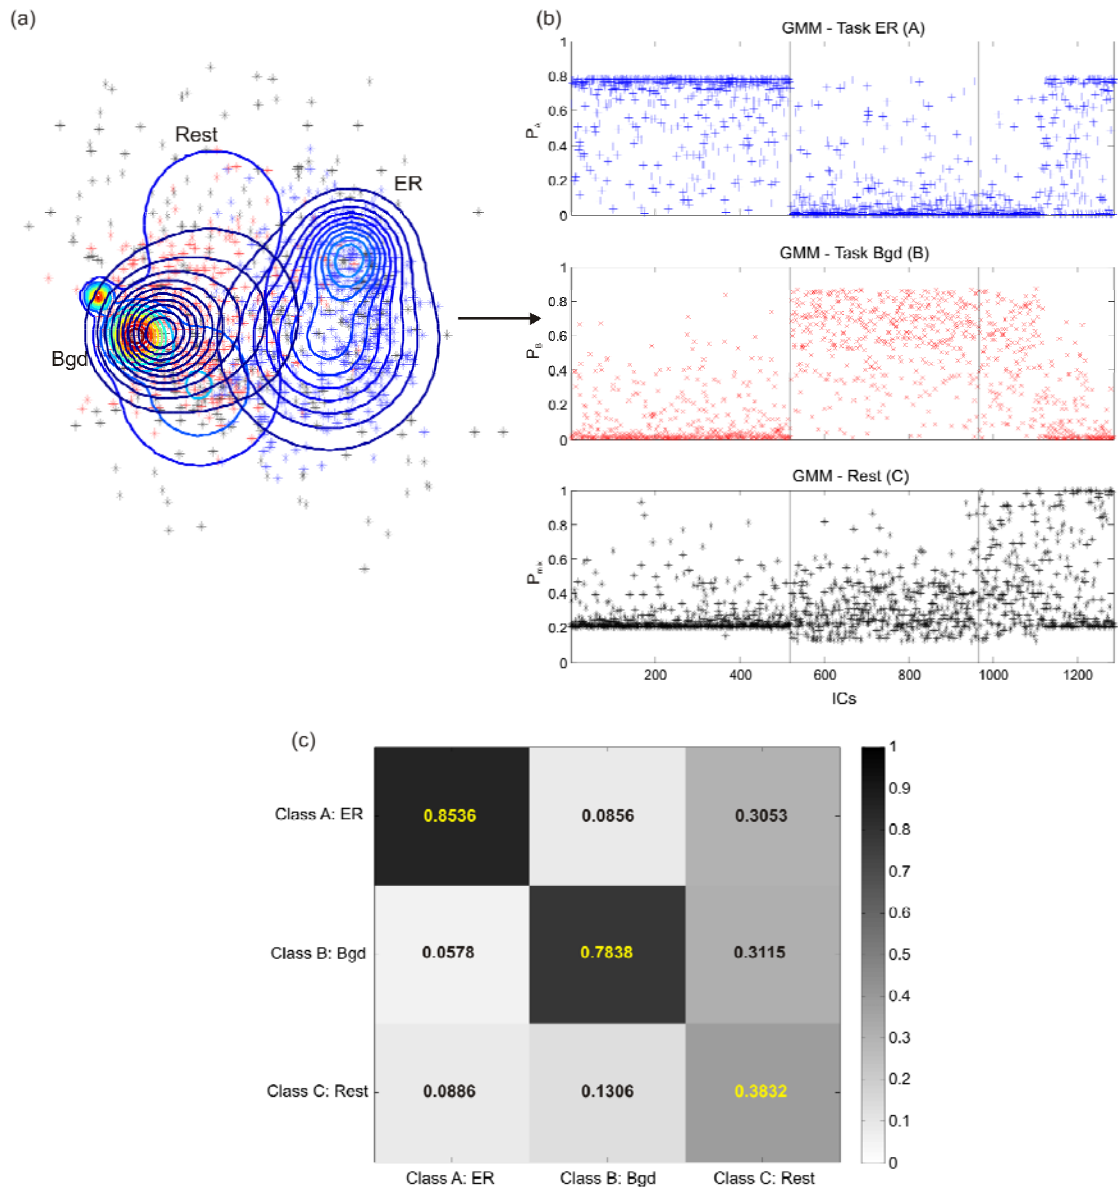 (a)
Rest
ER
Bgd
(b)
GMM - Task ER (A)
1
0.8
0.6
0.4
0.2
0
P
GMM - Task Bgd (B)
1
0.8
0.6
0.4
0.2
0
P
GMM - Rest (C)
1
0.8
0.6
0.4
0.2
0
P
200 400 600 800 1000 1200
ICs
(c)
Class A: ER 0.8536 0.0856 0.3053
Class B: Bgd 0.0578 0.7838 0.3115
Class C: Rest 0.0886 0.1306 0.3832
Class A: ER Class B: Bgd Class C: Rest
1
0.9
0.8
0.7
0.6
0.5
0.4
0.3
0.2
0.1
0